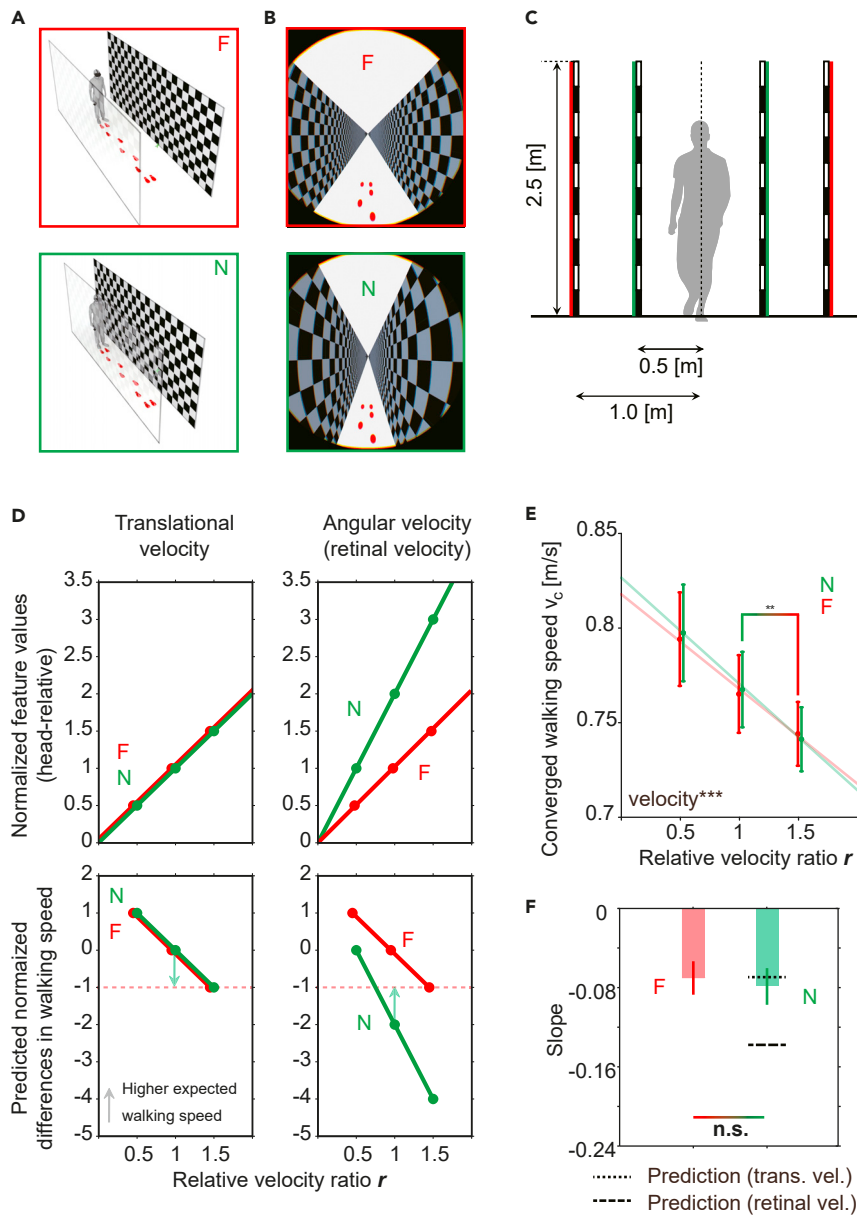 A
F
N
B
F
N
C
2.5 [m]
0.5 [m]
1.0 [m]
D
Translational
velocity
Angular velocity
(retinal velocity)
Normalized feature values
(head-relative)
3.5
3
2.5
2
1.5
1
0.5
0
F
N
N
F
Predicted normaized
differences in walking speed
1
0
-1
-2
-3
-4
-5
N
F
Higher expected
walking speed
F
N
0.5
1
1.5
0.5
1
1.5
Relative velocity ratio r
E
Converged walking speed vc [m/s]
0.85
0.8
0.75
0.7
**
N
F
velocity***
0.5
1
1.5
Relative velocity ratio r
F
Slope
0
-0.08
-0.16
-0.24
F
N
n.s.
Prediction (trans. vel.)
Prediction (retinal vel.)